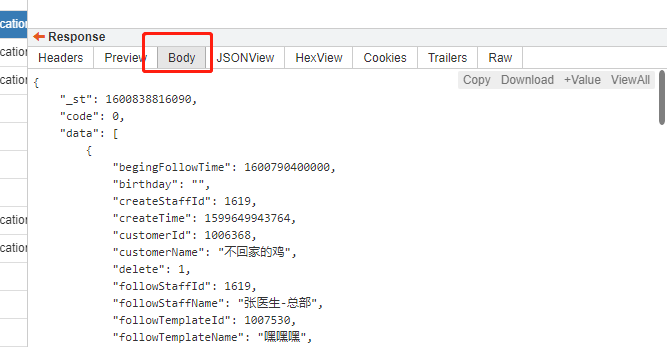 Response
Headers Preview Body JSONView HexView Cookies Trailers Raw
Copy Download +Value ViewAll
{
"_st": 1600838816090,
"code": 0,
"data": [
{
"begingFollowTime": 1600790400000,
"birthday": "",
"createStaffId": 1619,
"createTime": 1599649943764,
"customerId": 1006368,
"customerName": "不回家的鸡",
"delete": 1,
"followStaffId": 1619,
"followStaffName": "张医生-总部",
"followTemplateId": 1007530,
"followTemplateName": "嘿嘿嘿",
cation
cation
cation
cation
cation